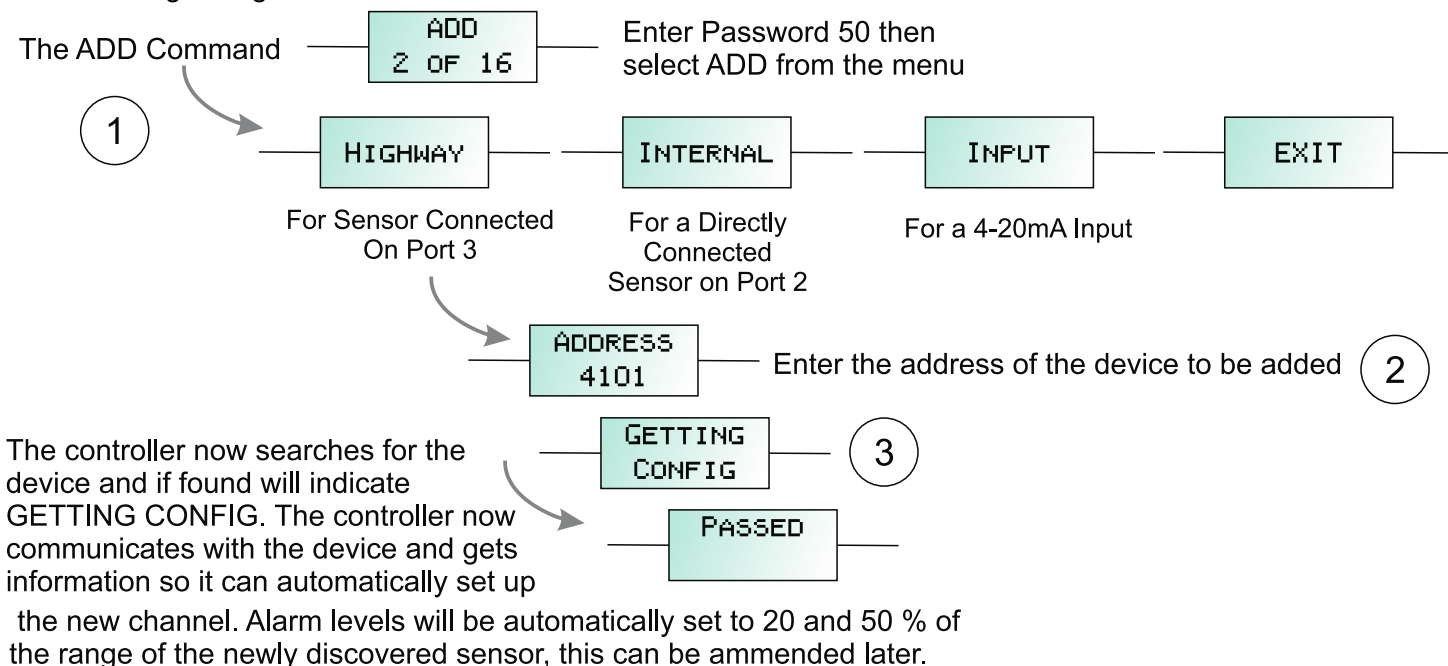 The ADD Command
ADD
2 OF 16
Enter Password 50 then
select ADD from the menu
1
HIGHWAY
INTERNAL
INPUT
EXIT
For Sensor Connected
On Port 3
For a Directly
Connected
Sensor on Port 2
For a 4-20mA Input
ADDRESS
4101
Enter the address of the device to be added
2
GETTING
CONFIG
3
PASSED
The controller now searches for the
device and if found will indicate
GETTING CONFIG. The controller now
communicates with the device and gets
information so it can automatically set up
the new channel. Alarm levels will be automatically set to 20 and 50 % of
the range of the newly discovered sensor, this can be ammended later.